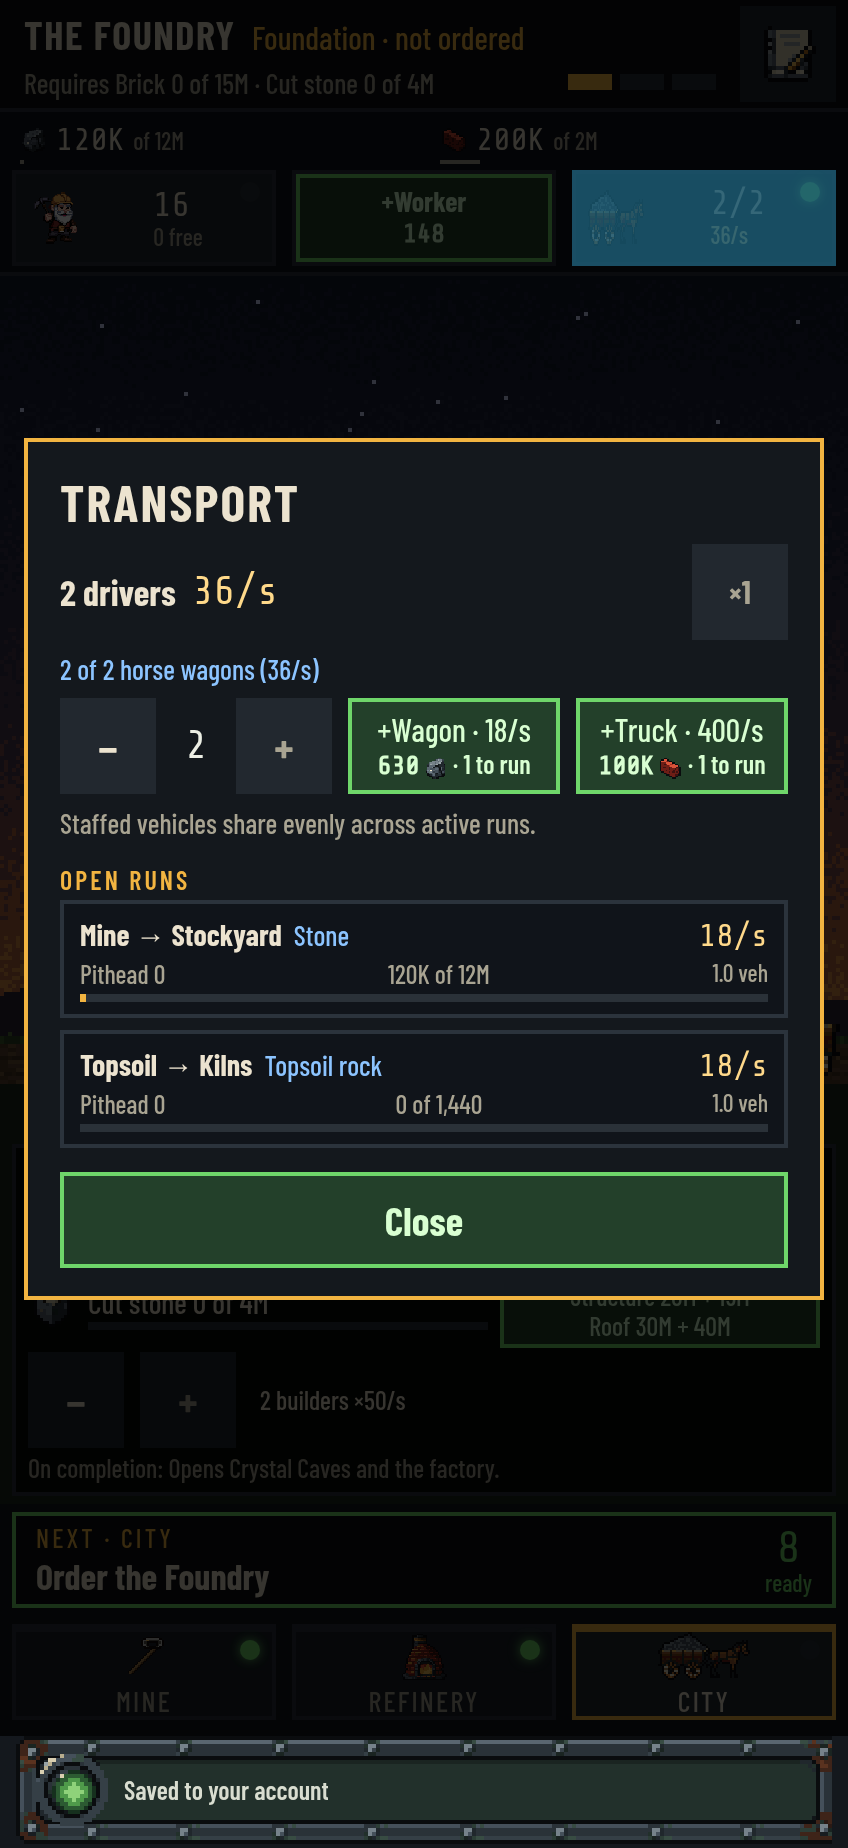 THE FOUNDRY Foundation · not ordered
Requires Brick 0 of 15M · Cut stone 0 of 4M
120K of 12M 200K of 2M
16
0 free
+Worker
148
2/2
36/s
TRANSPORT
2 drivers 36/s ×1
2 of 2 horse wagons (36/s)
– 2 +
+Wagon · 18/s
630 · 1 to run
+Truck · 400/s
100K · 1 to run
Staffed vehicles share evenly across active runs.
OPEN RUNS
Mine → Stockyard Stone 18/s
Pithead 0 120K of 12M 1.0 veh
Topsoil → Kilns Topsoil rock 18/s
Pithead 0 0 of 1,440 1.0 veh
Close
Cut stone 0 of 4M
Roof 30M + 40M
– + 2 builders ×50/s
On completion: Opens Crystal Caves and the factory.
NEXT · CITY
Order the Foundry
8
ready
MINE REFINERY CITY
Saved to your account